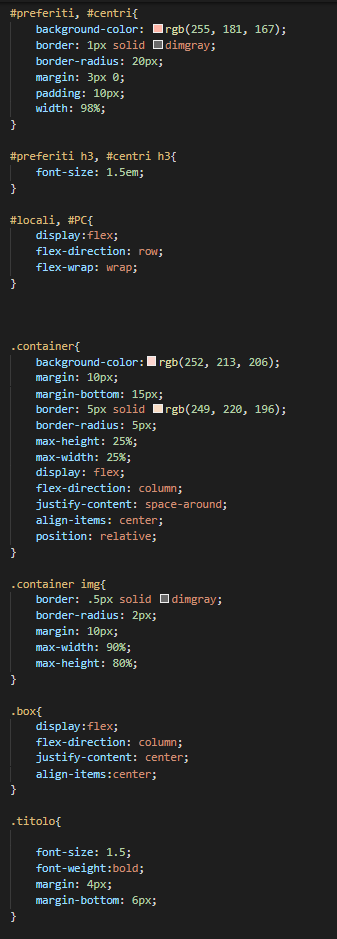 #preferiti, #centri{
background-color: rgb(255, 181, 167);
border: 1px solid dimgray;
border-radius: 20px;
margin: 3px 0;
padding: 10px;
width: 98%;
}
#preferiti h3, #centri h3{
font-size: 1.5em;
}
#locali, #PC{
display:flex;
flex-direction: row;
flex-wrap: wrap;
}
.container{
background-color: rgb(252, 213, 206);
margin: 10px;
margin-bottom: 15px;
border: 5px solid rgb(249, 220, 196);
border-radius: 5px;
max-height: 25%;
max-width: 25%;
display: flex;
flex-direction: column;
justify-content: space-around;
align-items: center;
position: relative;
}
.container img{
border: .5px solid dimgray;
border-radius: 2px;
margin: 10px;
max-width: 90%;
max-height: 80%;
}
.box{
display:flex;
flex-direction: column;
justify-content: center;
align-items:center;
}
.titolo{
font-size: 1.5;
font-weight:bold;
margin: 4px;
margin-bottom: 6px;
}